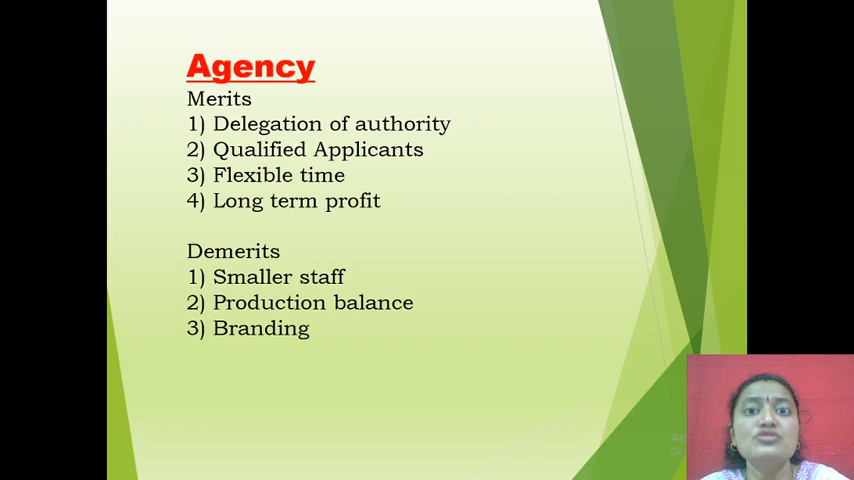 Agency
Merits
1) Delegation of authority
2) Qualified Applicants
3) Flexible time
4) Long term profit
Demerits
1) Smaller staff
2) Production balance
3) Branding